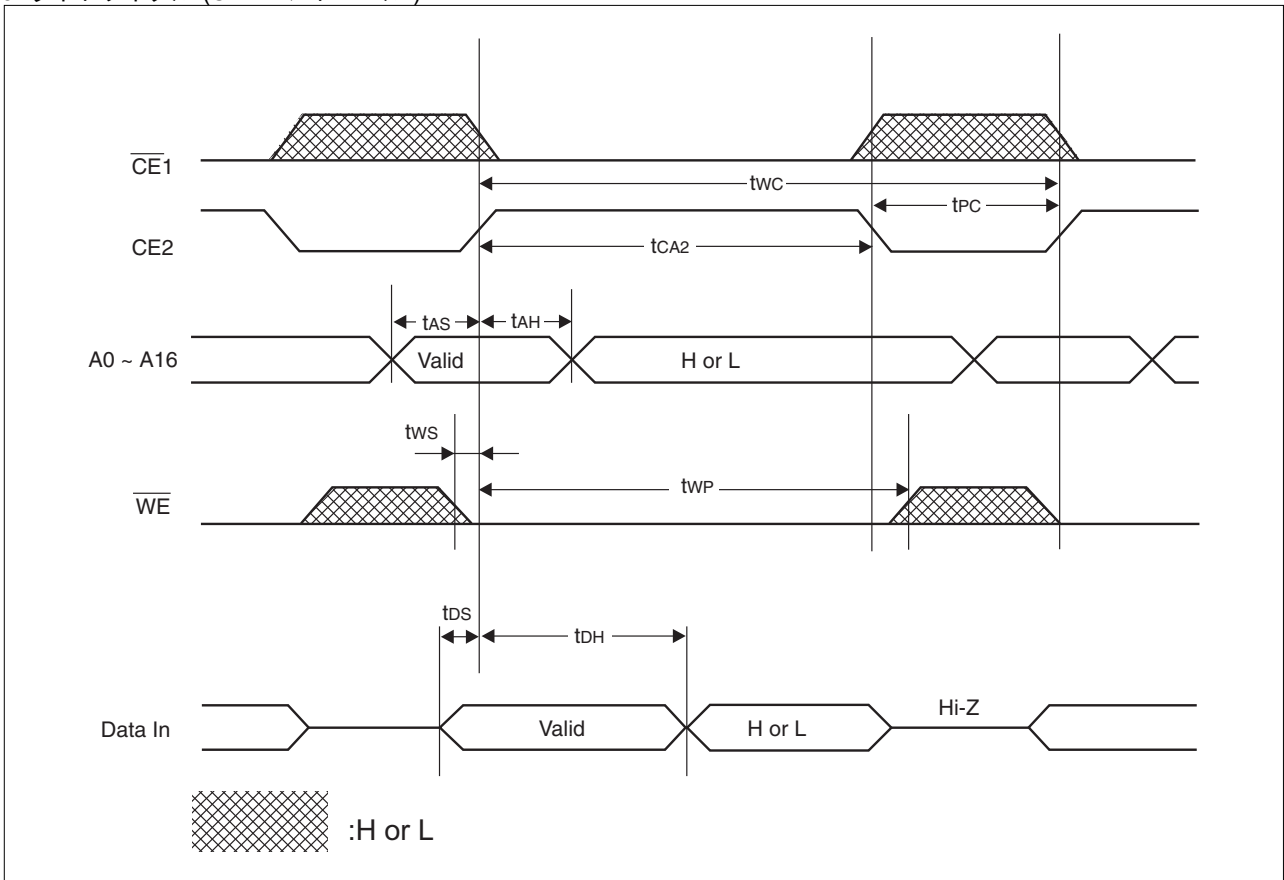 CE1
tWC
tPC
CE2
tCA2
tAS
tAH
A0 ~ A16
Valid
H or L
tWS
tWP
WE
tDS
tDH
Data In
Valid
H or L
Hi-Z
:H or L